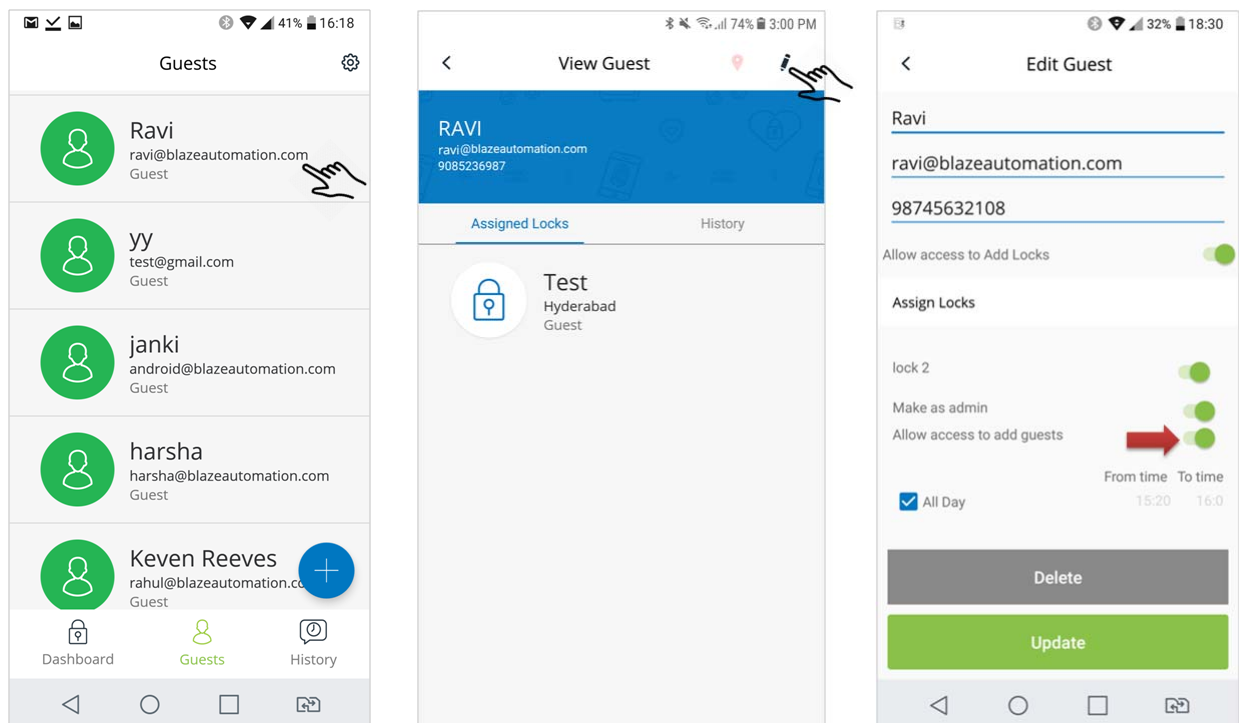 41% 16:18
Guests
Ravi
ravi@blazeautomation.com
Guest
yy
test@gmail.com
Guest
janki
android@blazeautomation.com
Guest
harsha
harsha@blazeautomation.com
Guest
Keven Reeves
rahul@blazeautomation.co
Guest
Dashboard Guests History
74% 3:00 PM
View Guest
RAVI
ravi@blazeautomation.com
9085236987
Assigned Locks History
Test
Hyderabad
Guest
32% 18:30
Edit Guest
Ravi
ravi@blazeautomation.com
98745632108
Allow access to Add Locks
Assign Locks
lock 2
Make as admin
Allow access to add guests
From time To time
All Day 15:20 16:0
Delete
Update